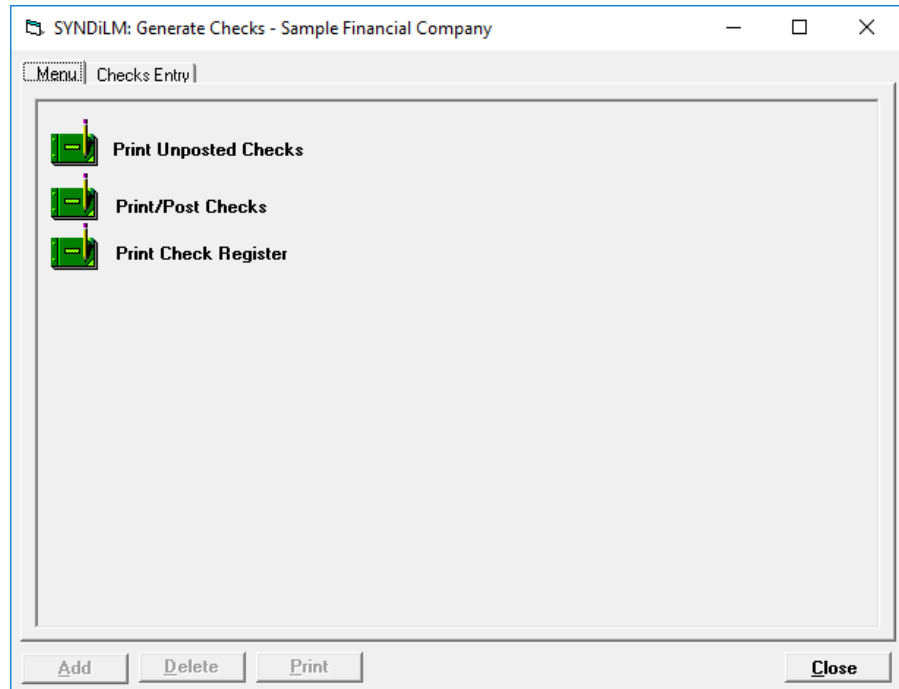 SYNDiLM: Generate Checks - Sample Financial Company
Menu Checks Entry
Print Unposted Checks
Print/Post Checks
Print Check Register
Add Delete Print Close